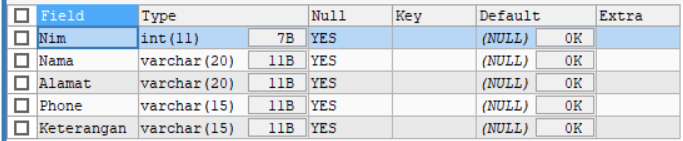 Field Type Null Key Default Extra
Nim int(11) 7B YES (NULL) 0K
Nama varchar(20) 11B YES (NULL) 0K
Alamat varchar(20) 11B YES (NULL) 0K
Phone varchar(15) 11B YES (NULL) 0K
Keterangan varchar(15) 11B YES (NULL) 0K